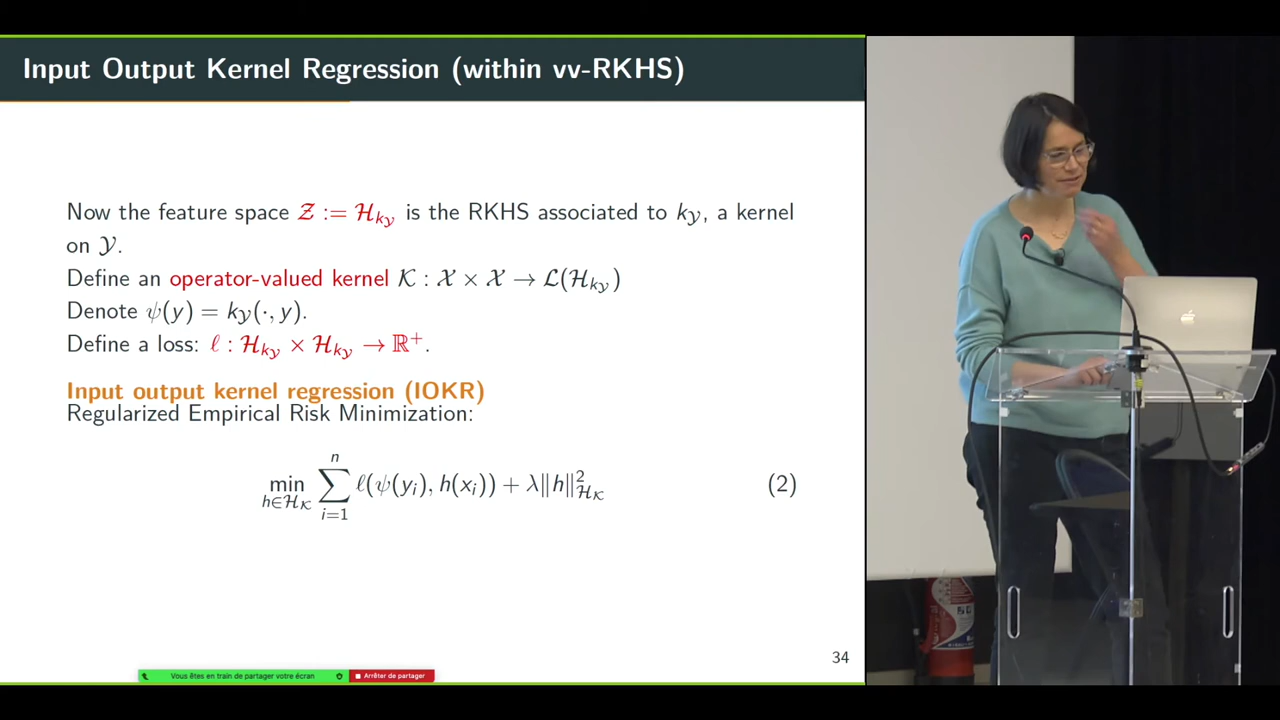 Input Output Kernel Regression (within vv-RKHS)
Now the feature space 𝒵 := ℋ_{k_𝒴} is the RKHS associated to k_𝒴, a kernel
on 𝒴.
Define an operator-valued kernel 𝒦 : 𝒳 × 𝒳 → ℒ(ℋ_{k_𝒴})
Denote ψ(y) = k_𝒴(·, y).
Define a loss: ℓ : ℋ_{k_𝒴} × ℋ_{k_𝒴} → ℝ⁺.
Input output kernel regression (IOKR)
Regularized Empirical Risk Minimization:
min_{h∈ℋ_𝒦} ∑_{i=1}^{n} ℓ(ψ(y_i), h(x_i)) + λ‖h‖²_{ℋ_𝒦} (2)
34
Vous êtes en train de partager votre écran Arrêter de partager